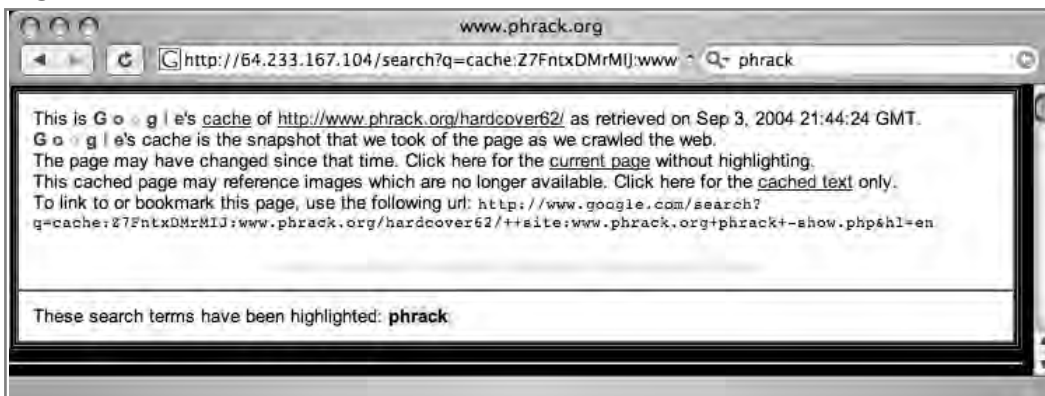 www.phrack.org
http://64.233.167.104/search?q=cache:Z7FntxDMrMIJ:www phrack
This is Google's cache of http://www.phrack.org/hardcover62/ as retrieved on Sep 3, 2004 21:44:24 GMT.
Google's cache is the snapshot that we took of the page as we crawled the web.
The page may have changed since that time. Click here for the current page without highlighting.
This cached page may reference images which are no longer available. Click here for the cached text only.
To link to or bookmark this page, use the following url: http://www.google.com/search?
q=cache:Z7FntxDMrMIJ:www.phrack.org/hardcover62/++site:www.phrack.org+phrack+-show.php&hl=en
These search terms have been highlighted: phrack